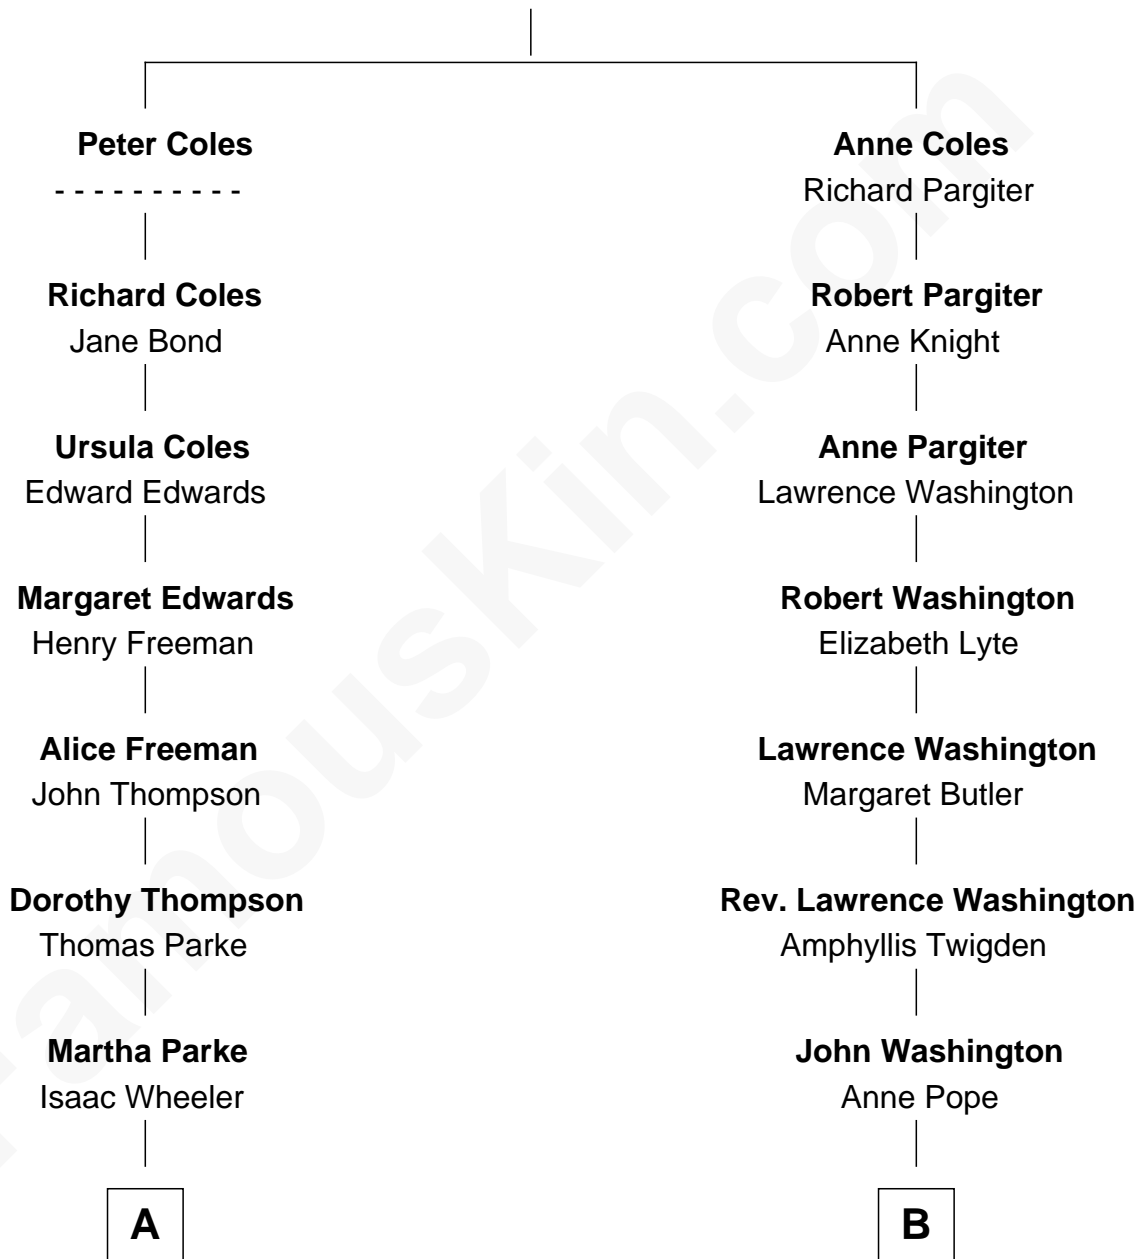 Peter Coles
- - - - - - - - - -
Richard Coles
Jane Bond
Ursula Coles
Edward Edwards
Margaret Edwards
Henry Freeman
Alice Freeman
John Thompson
Dorothy Thompson
Thomas Parke
Martha Parke
Isaac Wheeler
A
Anne Coles
Richard Pargiter
Robert Pargiter
Anne Knight
Anne Pargiter
Lawrence Washington
Robert Washington
Elizabeth Lyte
Lawrence Washington
Margaret Butler
Rev. Lawrence Washington
Amphyllis Twigden
John Washington
Anne Pope
B
FamousKin.com